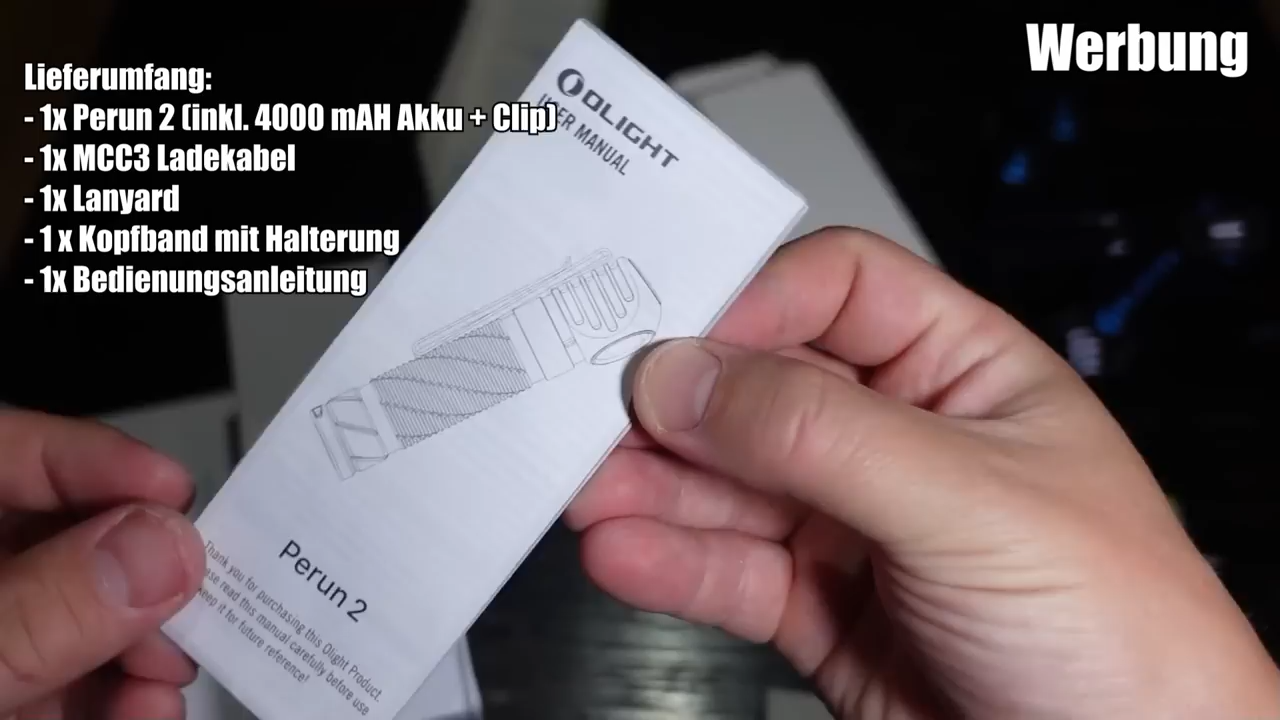 Werbung
Lieferumfang:
- 1x Perun 2 (inkl. 4000 mAH Akku + Clip)
- 1x MCC3 Ladekabel
- 1x Lanyard
- 1 x Kopfband mit Halterung
- 1x Bedienungsanleitung
OLIGHT
USER MANUAL
Perun 2
Thank you for purchasing this Olight Product.
read this manual carefully before use
keep it for future reference!